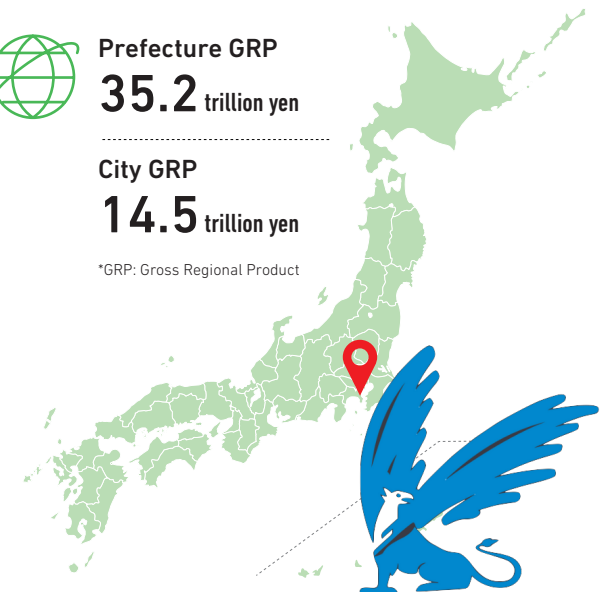 Prefecture GRP
35.2 trillion yen
City GRP
14.5 trillion yen
*GRP: Gross Regional Product